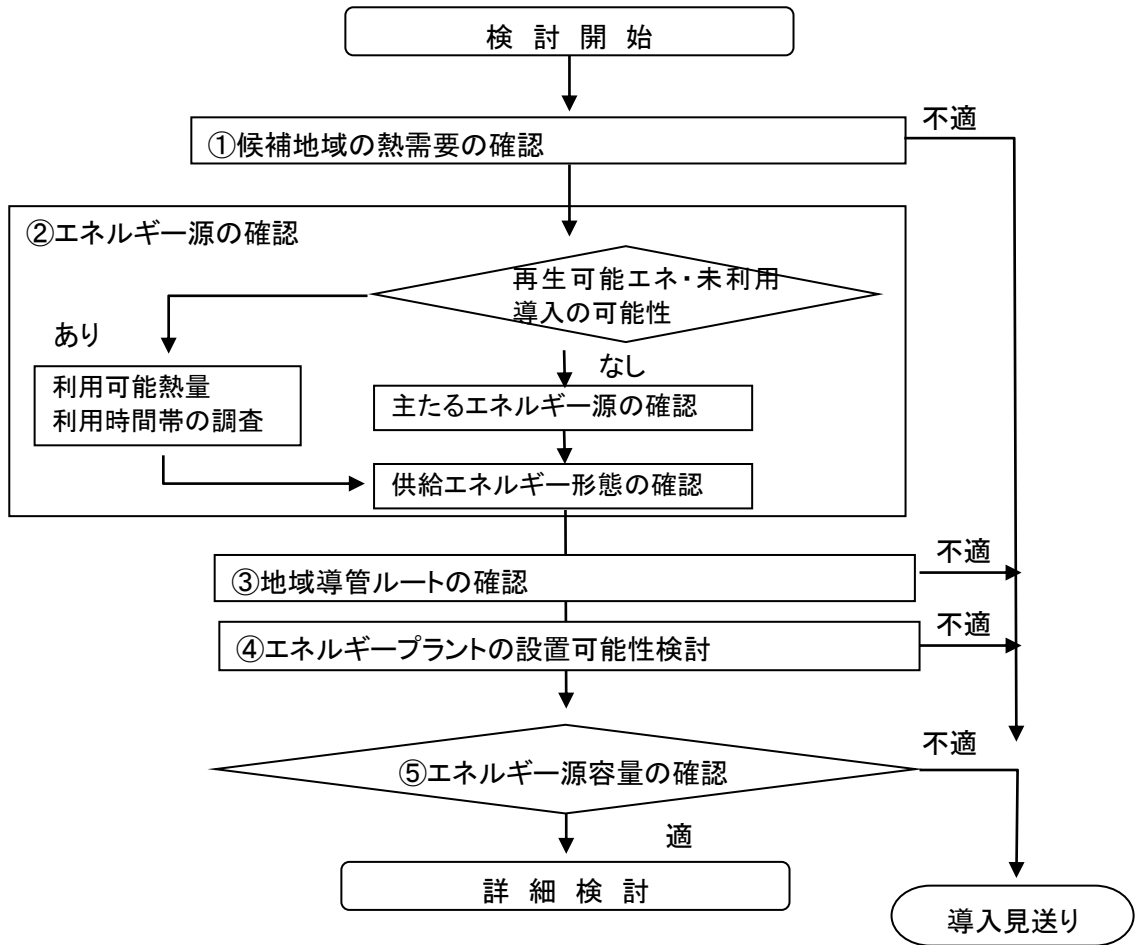 検 討 開 始
不適
①候補地域の熱需要の確認
②エネルギー源の確認
再生可能エネ・未利用
導入の可能性
あり
なし
利用可能熱量
利用時間帯の調査
主たるエネルギー源の確認
供給エネルギー形態の確認
不適
③地域導管ルートの確認
不適
④エネルギープラントの設置可能性検討
不適
⑤エネルギー源容量の確認
適
詳 細 検 討
導入見送り